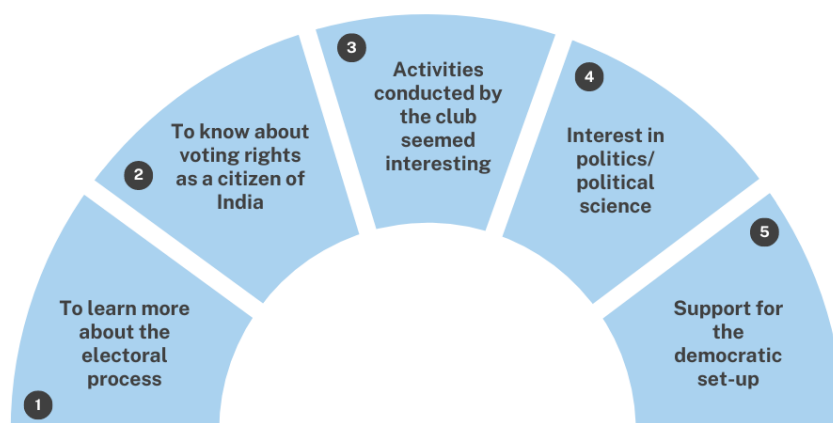 1
To learn more
about the
electoral
process
2
To know about
voting rights
as a citizen of
India
3
Activities
conducted by
the club
seemed
interesting
4
Interest in
politics/
political
science
5
Support for
the
democratic
set-up